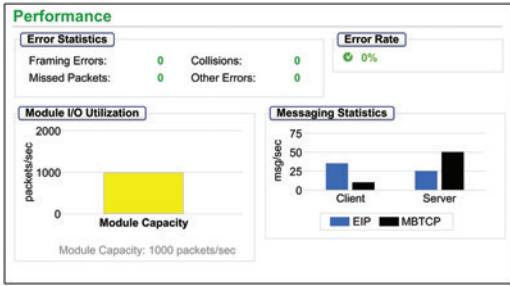 Performance
Error Statistics
Framing Errors: 0 Collisions: 0
Missed Packets: 0 Other Errors: 0
Error Rate
0%
Module I/O Utilization
packets/sec
2000
1000
0
Module Capacity
Module Capacity: 1000 packets/sec
Messaging Statistics
msg/sec
75
50
25
0
Client Server
EIP MBTCP